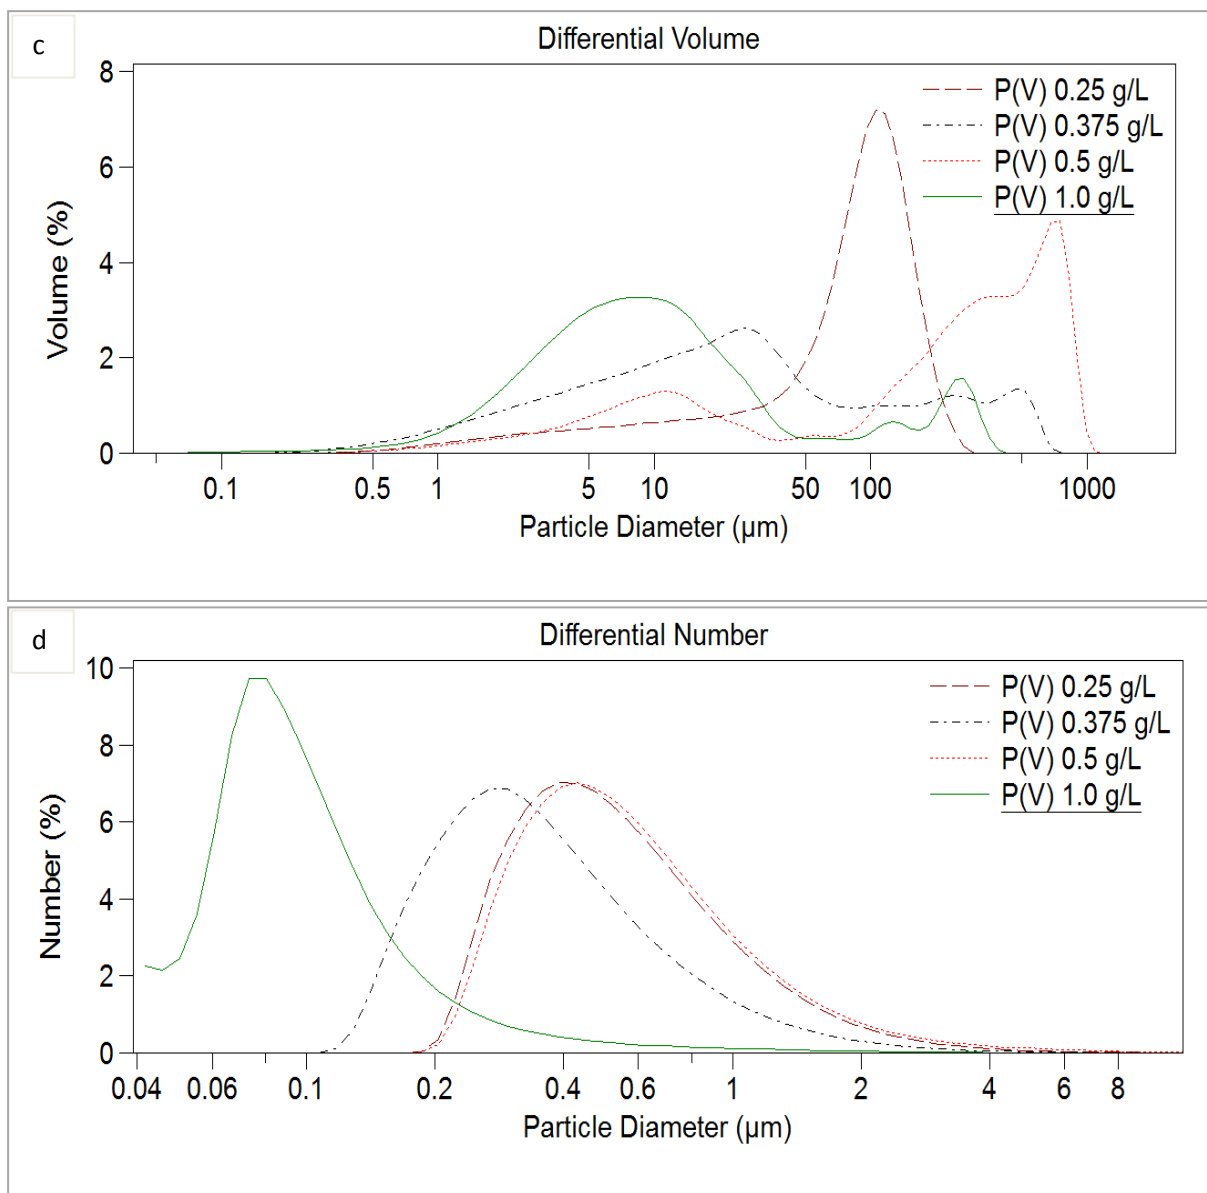 c
Differential Volume
8
6
4
2
0
Volume (%)
P(V) 0.25 g/L
P(V) 0.375 g/L
P(V) 0.5 g/L
P(V) 1.0 g/L
0.1 0.5 1 5 10 50 100 1000
Particle Diameter (µm)
d
Differential Number
10
8
6
4
2
0
Number (%)
P(V) 0.25 g/L
P(V) 0.375 g/L
P(V) 0.5 g/L
P(V) 1.0 g/L
0.04 0.06 0.1 0.2 0.4 0.6 1 2 4 6 8
Particle Diameter (µm)